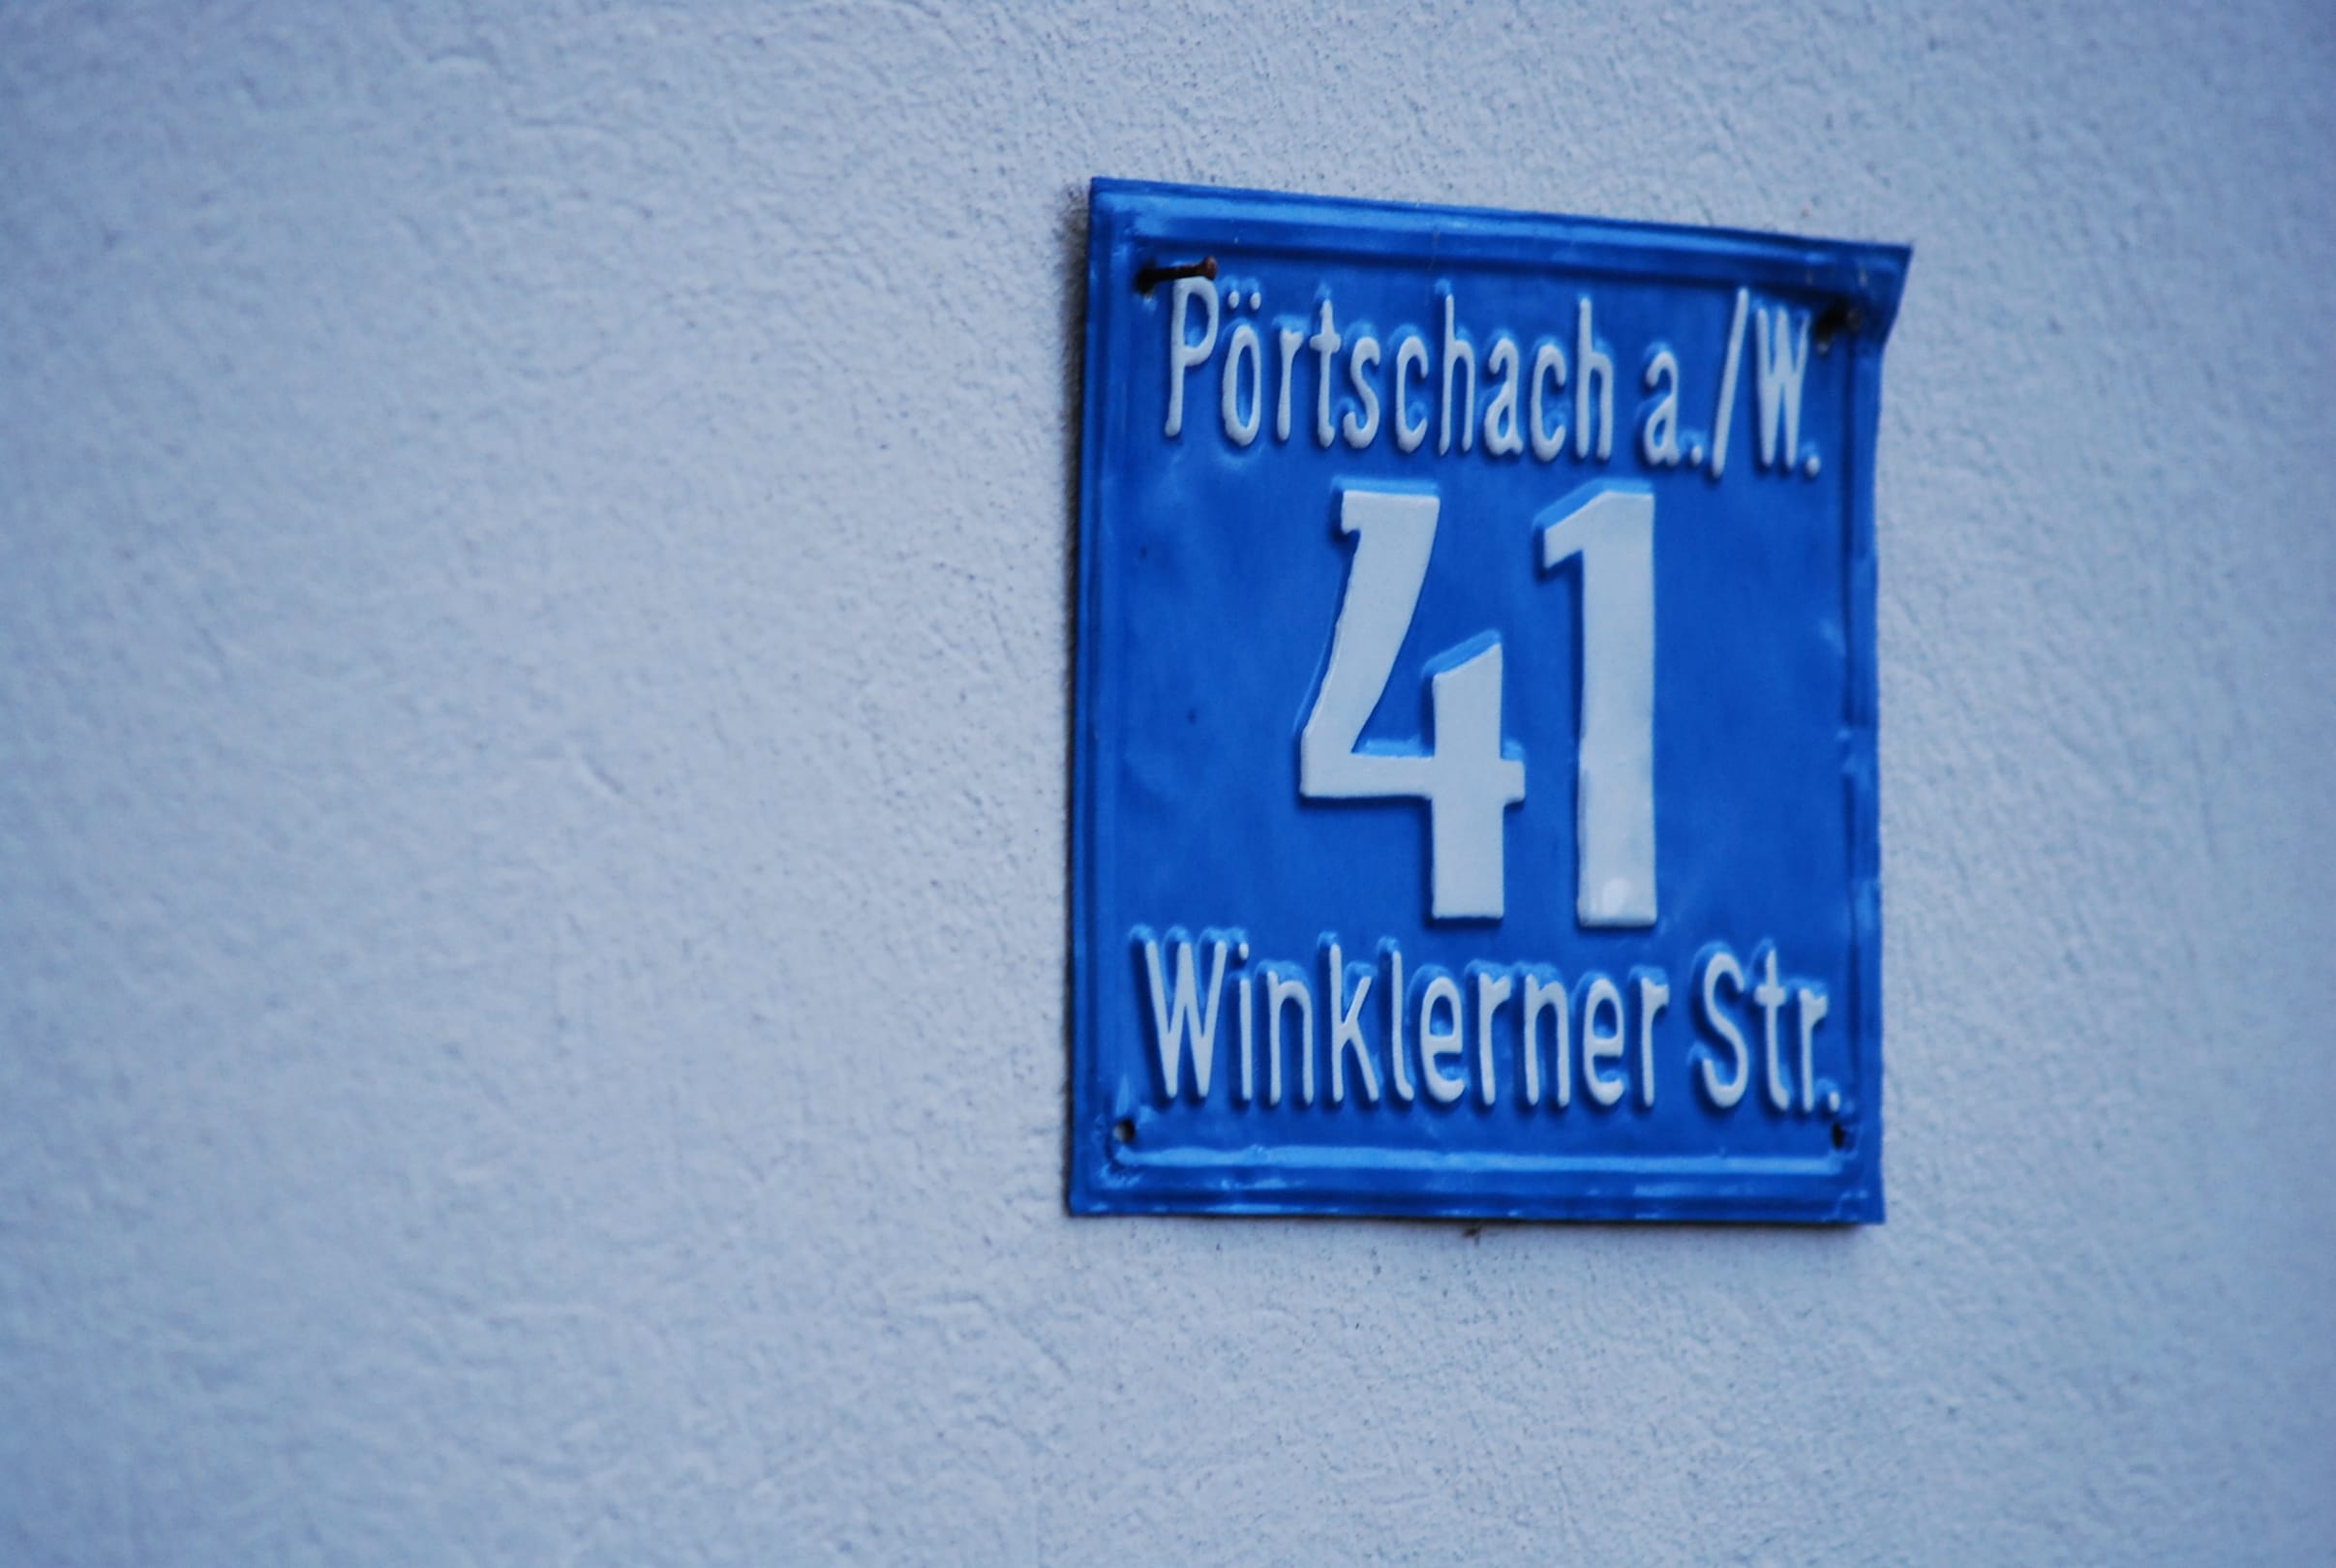 Pörtschach a./W.
41
Winklerner Str.